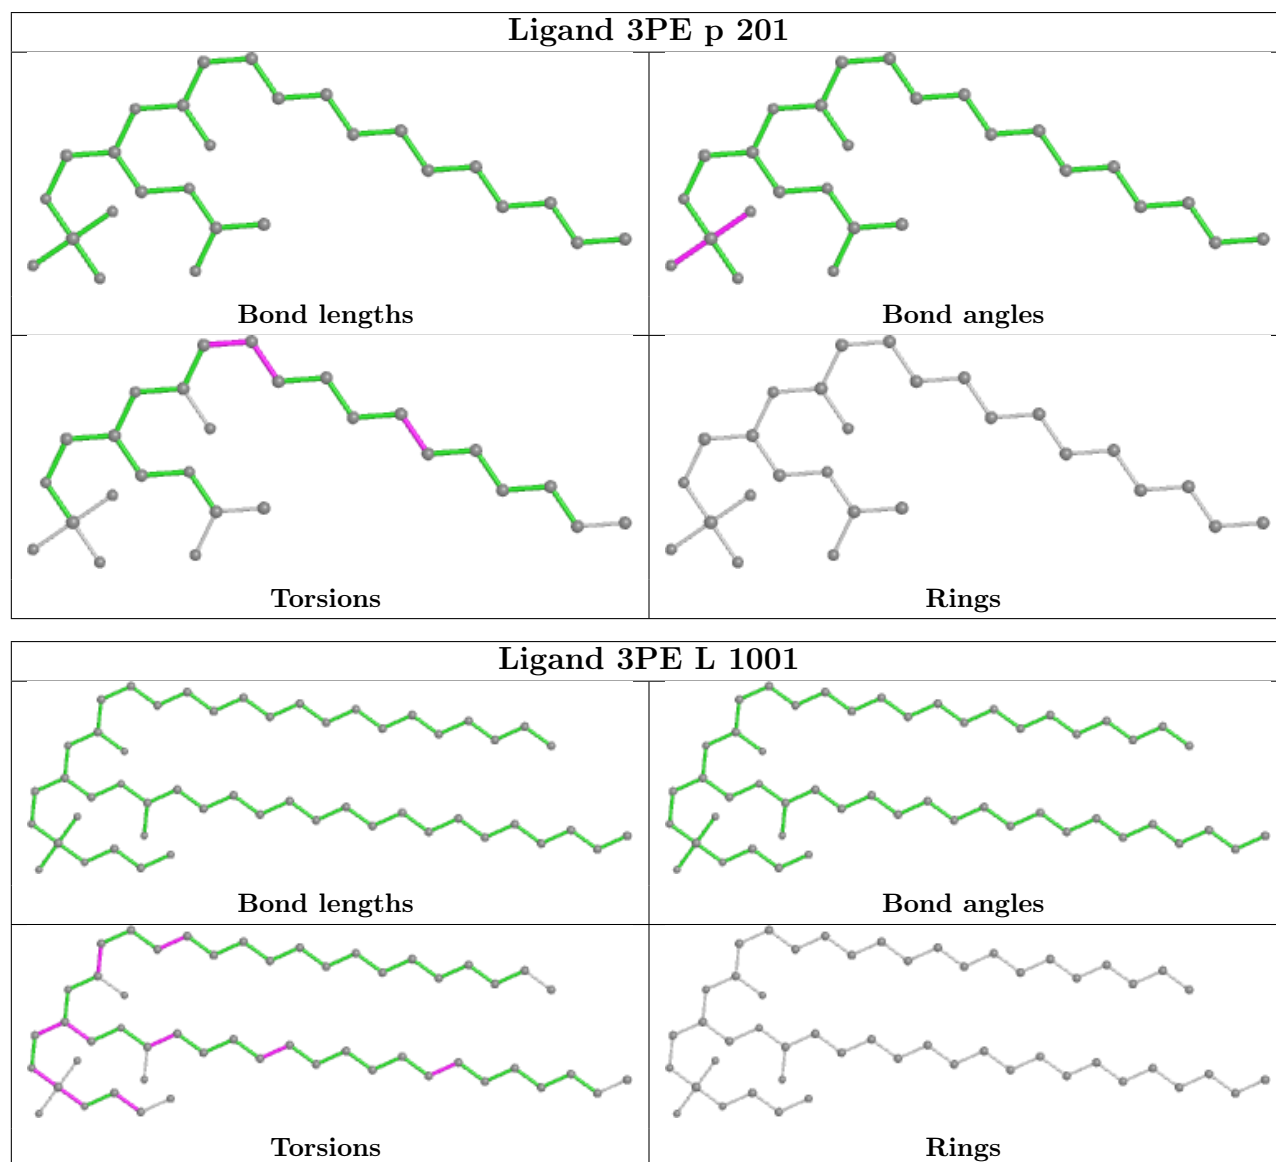 Ligand 3PE p 201
Bond lengths
Bond angles
Torsions
Rings
Ligand 3PE L 1001
Bond lengths
Bond angles
Torsions
Rings